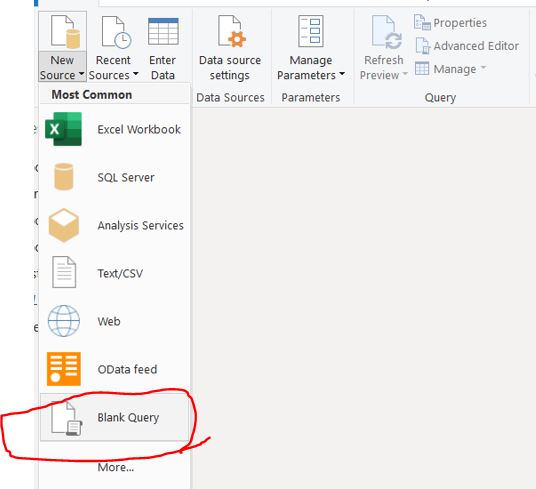 New
Source
Recent
Sources
Enter
Data
Data source
settings
Manage
Parameters
Refresh
Preview
Properties
Advanced Editor
Manage
Data Sources
Parameters
Query
Most Common
Excel Workbook
SQL Server
Analysis Services
Text/CSV
Web
OData feed
Blank Query
More...